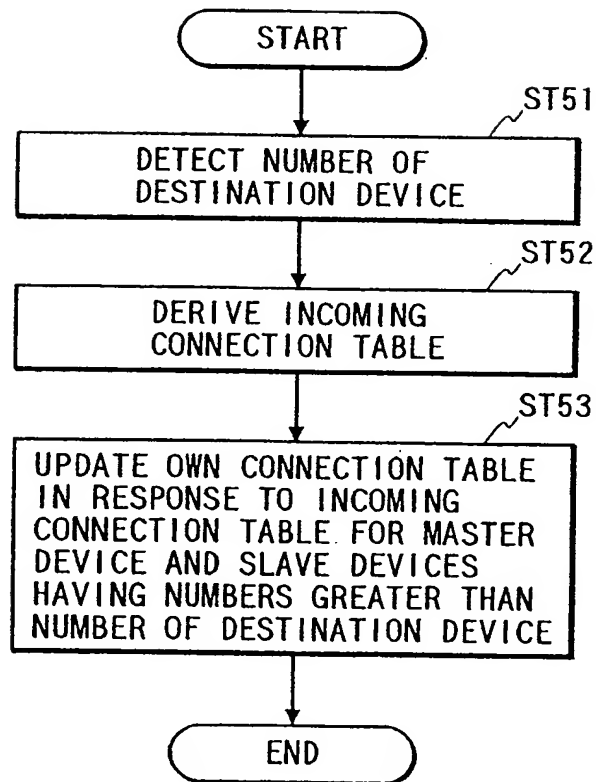 START
ST51
DETECT NUMBER OF
DESTINATION DEVICE
ST52
DERIVE INCOMING
CONNECTION TABLE
ST53
UPDATE OWN CONNECTION TABLE
IN RESPONSE TO INCOMING
CONNECTION TABLE FOR MASTER
DEVICE AND SLAVE DEVICES
HAVING NUMBERS GREATER THAN
NUMBER OF DESTINATION DEVICE
END